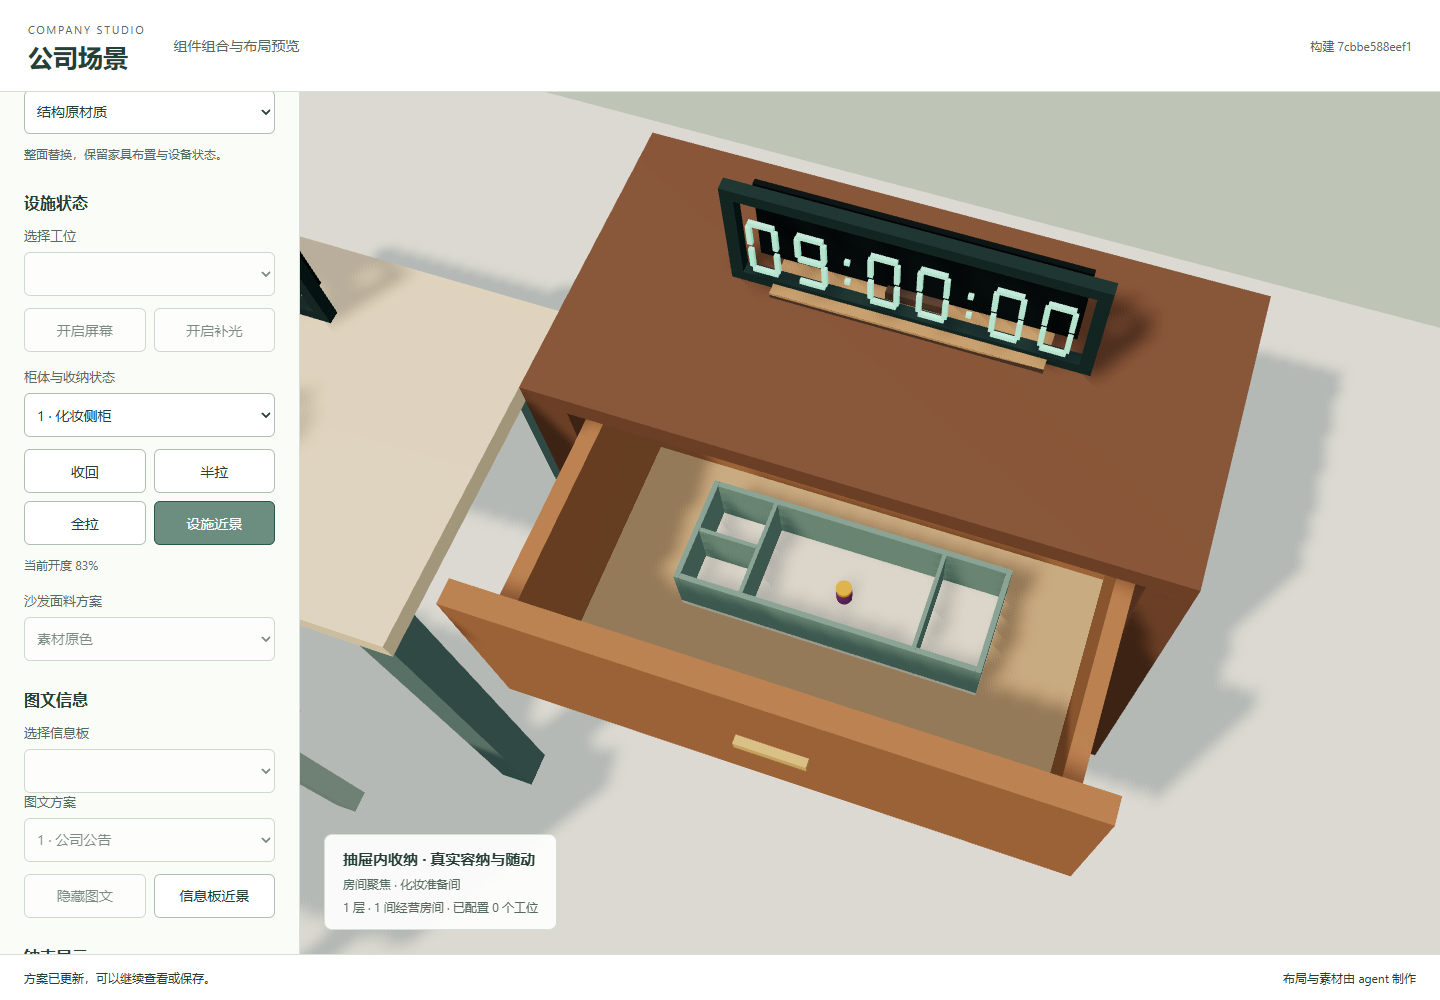 COMPANY STUDIO
公司场景
组件组合与布局预览
构建 7cbbe588eef1
结构原材质
整面替换，保留家具布置与设备状态。
设施状态
选择工位
开启屏幕
开启补光
柜体与收纳状态
1 · 化妆侧柜
收回
半拉
全拉
设施近景
当前开度 83%
沙发面料方案
素材原色
图文信息
选择信息板
图文方案
1 · 公司公告
隐藏图文
信息板近景
09:00:00
抽屉内收纳 · 真实容纳与随动
房间聚焦 · 化妆准备间
1 层 · 1 间经营房间 · 已配置 0 个工位
方案已更新，可以继续查看或保存。
布局与素材由 agent 制作